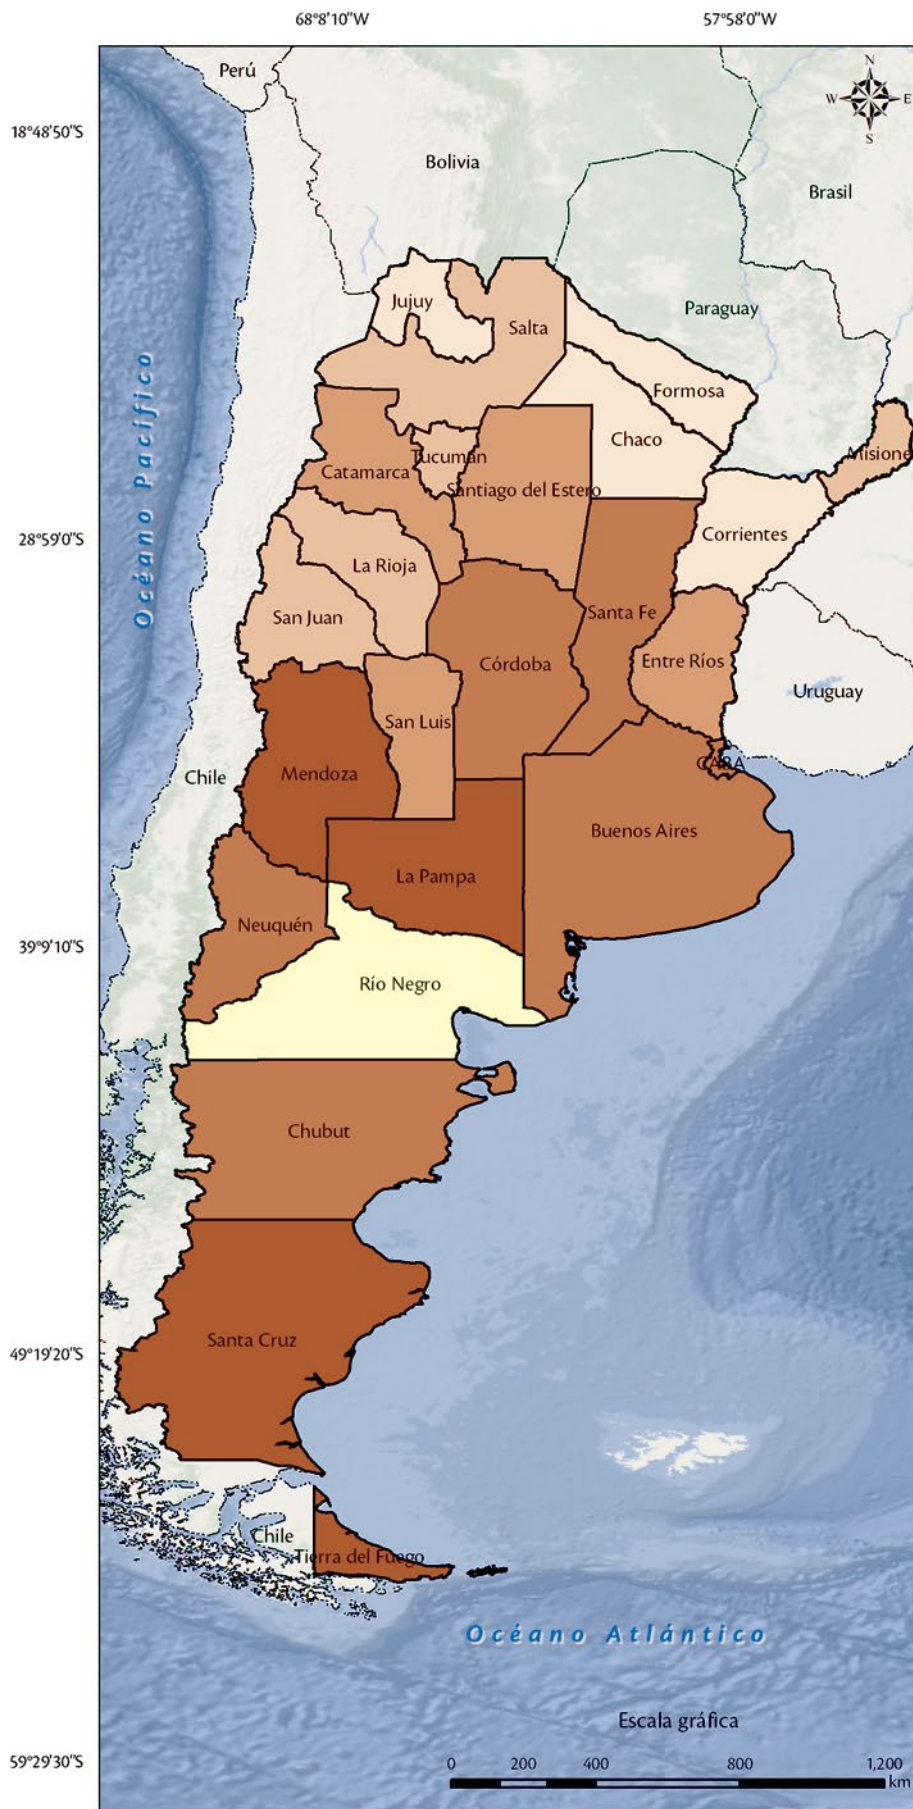 68°8'10"W
57°58'0"W
18°48'50"S
28°59'0"S
39°9'10"S
49°19'20"S
59°29'30"S
N
W
E
S
Perú
Bolivia
Brasil
Paraguay
Jujuy
Salta
Formosa
Chaco
Misione
Tucumán
Catamarca
Santiago del Estero
Corrientes
La Rioja
San Juan
Santa Fe
Córdoba
Entre Ríos
Uruguay
San Luis
Mendoza
CABA
Chile
Buenos Aires
La Pampa
Neuquén
Río Negro
Chubut
Santa Cruz
Chile
Tierra del Fuego
Océano Pacífico
Océano Atlántico
Escala gráfica
0 200 400 800 1,200
km